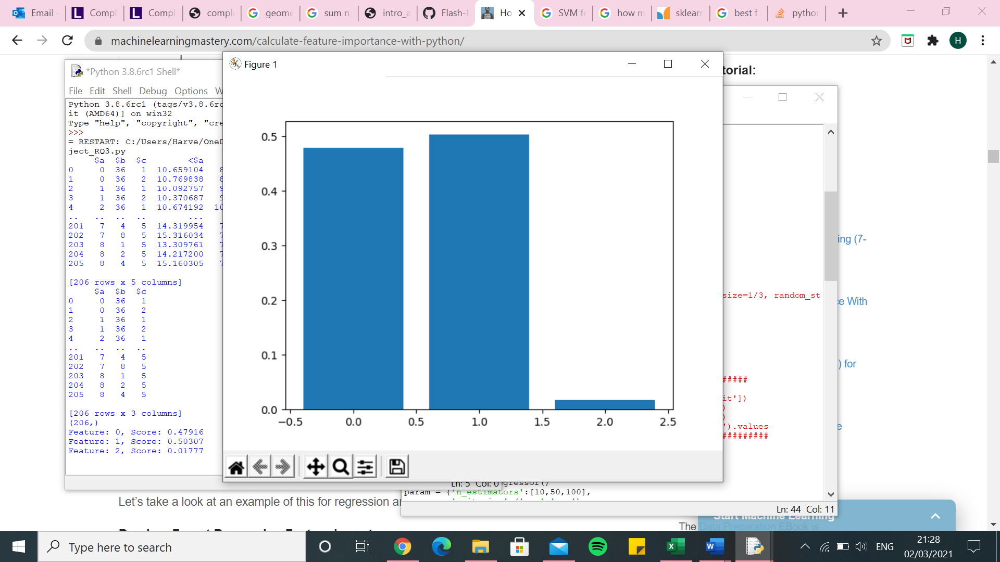 Email
Compl
Compl
compl
geome
sum n
intro_a
Flash-
Ho
SVM fe
how m
sklearn
best f
python
machinelearningmastery.com/calculate-feature-importance-with-python/
H
torial:
*Python 3.8.6rc1 Shell*
File Edit Shell Debug Options W
Python 3.8.6rc1 (tags/v3.8.6rc
it (AMD64)] on win32
Type "help", "copyright", "cre
>>>
= RESTART: C:/Users/Harve/OneD
ject_RQ3.py
$a $b $c <$a
0 0 36 1 10.659104 8
1 0 36 2 10.769838 8
2 1 36 1 10.092757 9
3 1 36 2 10.370687 9
4 2 36 1 10.674192 10
.. .. .. .. ...
201 7 4 5 14.319954 7
202 7 8 5 15.316034 7
203 8 1 5 13.309761 7
204 8 2 5 14.217200 7
205 8 4 5 15.160305 7
[206 rows x 5 columns]
$a $b $c
0 0 36 1
1 0 36 2
2 1 36 1
3 1 36 2
4 2 36 1
.. .. .. ..
201 7 4 5
202 7 8 5
203 8 1 5
204 8 2 5
205 8 4 5
[206 rows x 3 columns]
(206,)
Feature: 0, Score: 0.47916
Feature: 1, Score: 0.50307
Feature: 2, Score: 0.01777
Ln: 5 Col: 0
Figure 1
0.5
0.4
0.3
0.2
0.1
0.0
−0.5 0.0 0.5 1.0 1.5 2.0 2.5
size=1/3, random_st
#####
it'])
)
)
').values
#########
gressor()
param = {'n_estimators':[10,50,100],
Ln: 44 Col: 11
ing (7-
ce With
) for
e
Let's take a look at an example of this for regression an
Start Machine Learning
The Data Preparation EBook is
Type here to search
ENG
21:28
02/03/2021